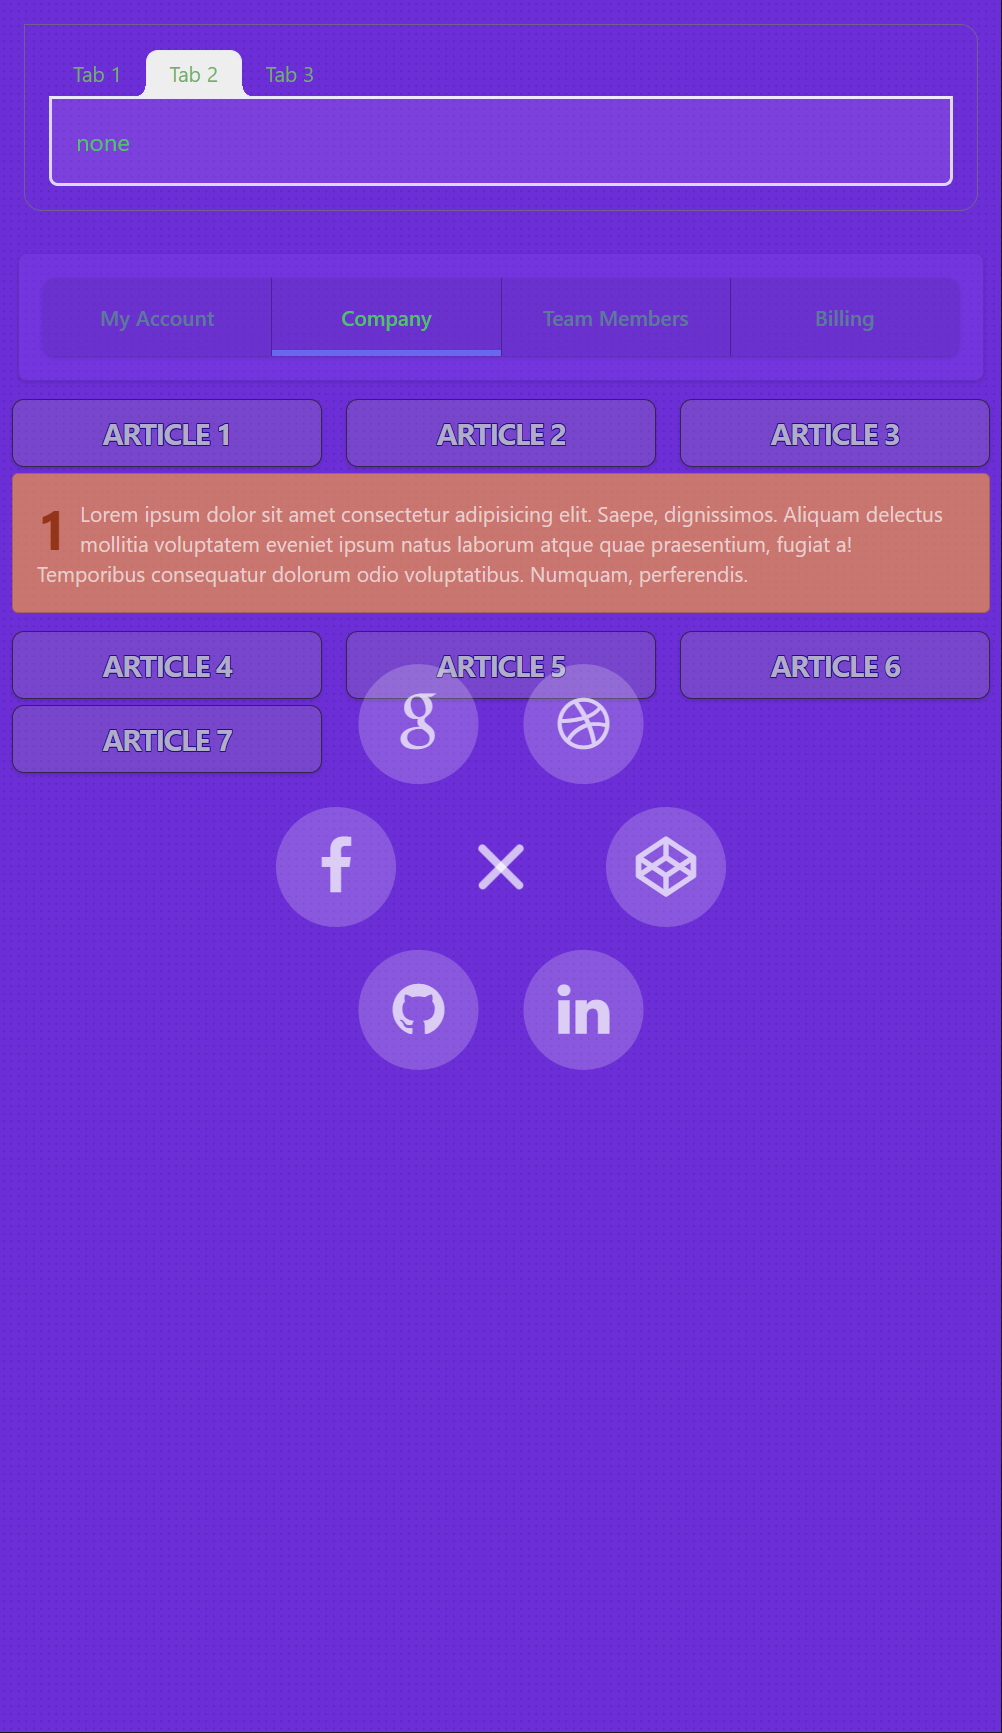 Tab 1 Tab 2 Tab 3
none
My Account Company Team Members Billing
ARTICLE 1 ARTICLE 2 ARTICLE 3
1 Lorem ipsum dolor sit amet consectetur adipisicing elit. Saepe, dignissimos. Aliquam delectus
mollitia voluptatem eveniet ipsum natus laborum atque quae praesentium, fugiat a!
Temporibus consequatur dolorum odio voluptatibus. Numquam, perferendis.
ARTICLE 4 ARTICLE 5 ARTICLE 6
ARTICLE 7